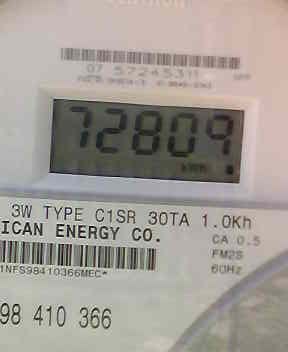 07 57245311
72809
kWh
3W TYPE C1SR 30TA 1.0Kh
ICAN ENERGY CO.
CA 0.5
FM2S
60Hz
1NFS98410366MEC*
98 410 366